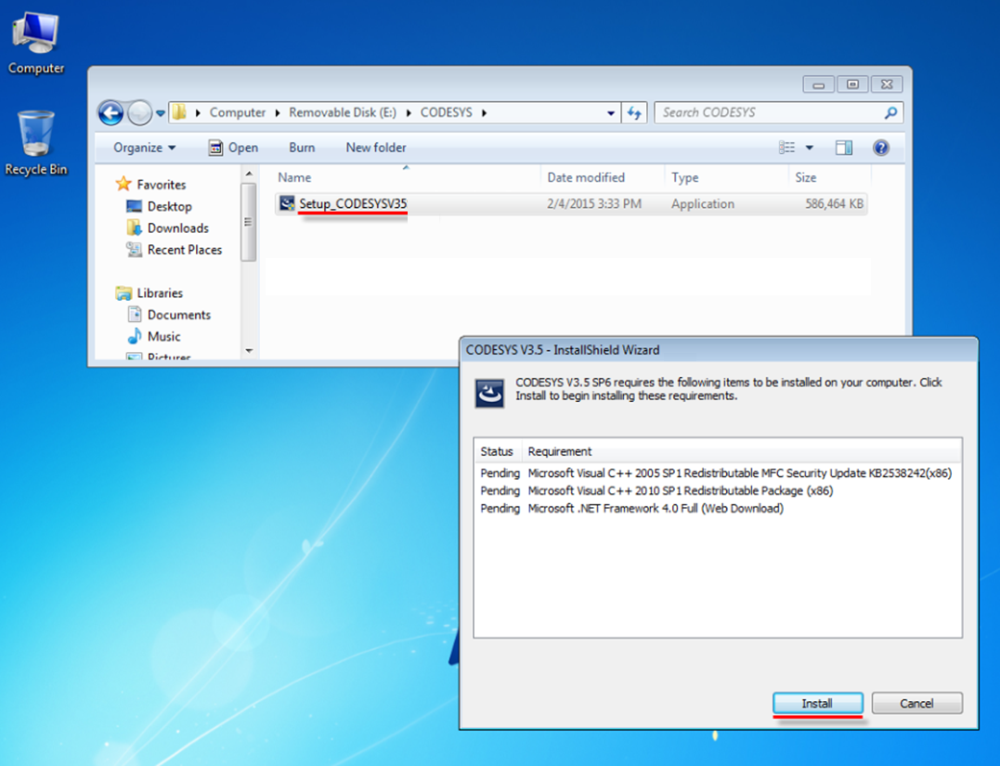 Computer
Recycle Bin
Computer Removable Disk (E:) CODESYS
Search CODESYS
Organize Open Burn New folder
Favorites
Desktop
Downloads
Recent Places
Libraries
Documents
Music
Pictures
Name Date modified Type Size
Setup_CODESYSV35 2/4/2015 3:33 PM Application 586,464 KB
CODESYS V3.5 - InstallShield Wizard
CODESYS V3.5 SP6 requires the following items to be installed on your computer. Click
Install to begin installing these requirements.
Status Requirement
Pending Microsoft Visual C++ 2005 SP1 Redistributable MFC Security Update KB2538242(x86)
Pending Microsoft Visual C++ 2010 SP1 Redistributable Package (x86)
Pending Microsoft .NET Framework 4.0 Full (Web Download)
Install Cancel